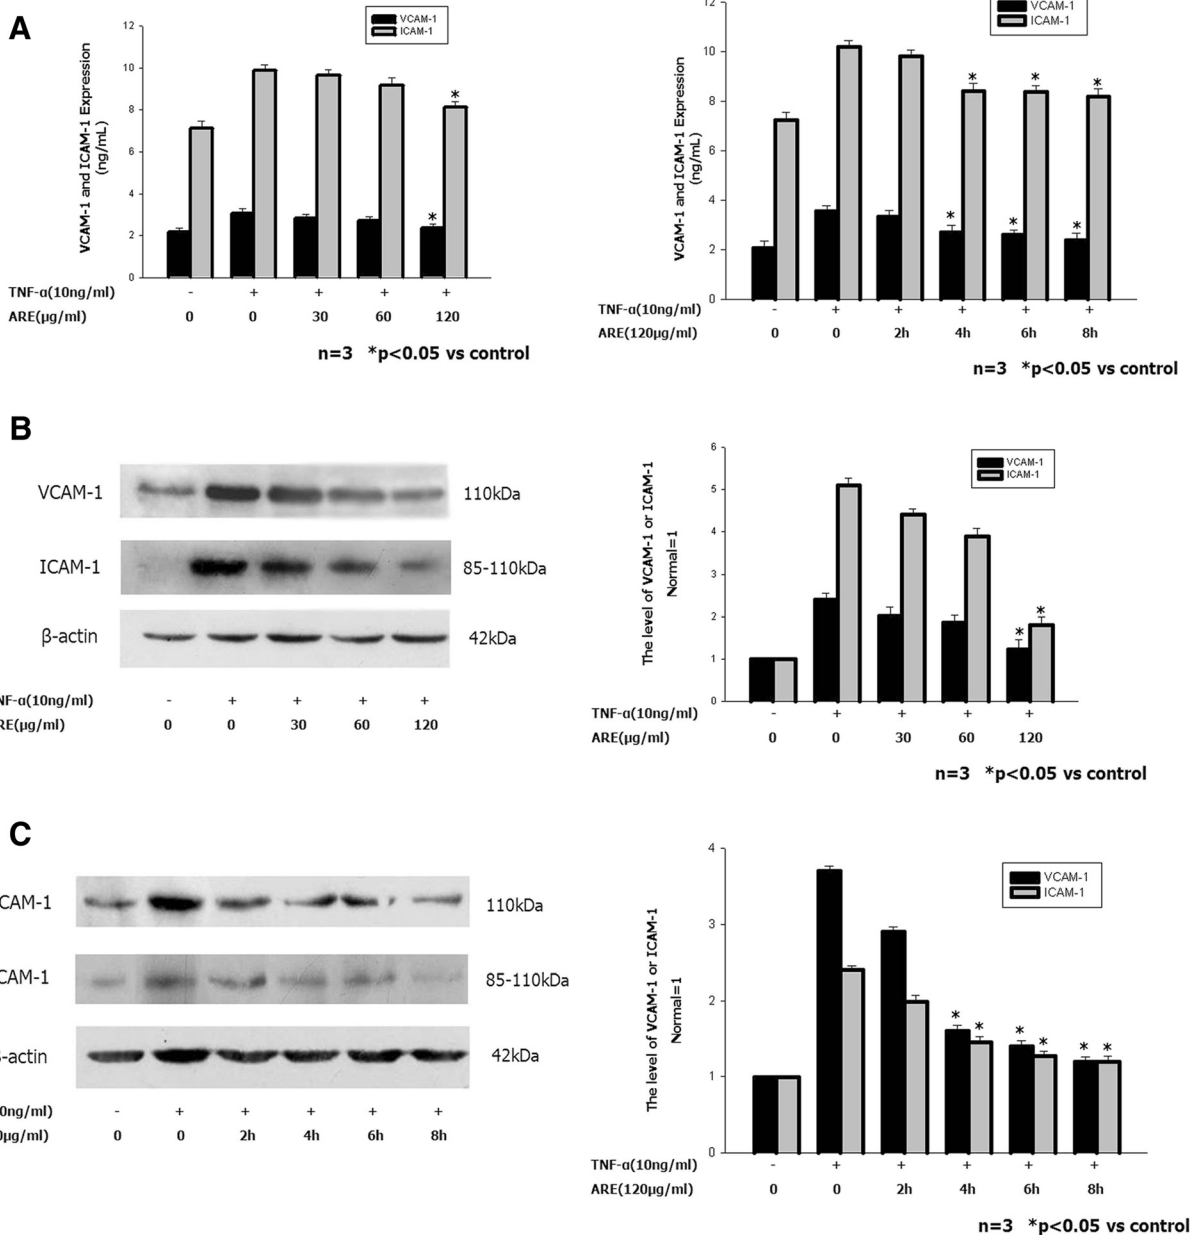 A
VCAM-1
ICAM-1
12
10
8
6
4
2
0
VCAM-1 and ICAM-1 Expression
(ng/mL)
*
*
TNF-α(10ng/ml) - + + + +
ARE(μg/ml) 0 0 30 60 120
n=3 *p<0.05 vs control
VCAM-1
ICAM-1
12
10
8
6
4
2
0
VCAM-1 and ICAM-1 Expression
(ng/mL)
* * *
* * *
TNF-α(10ng/ml) - + + + + +
ARE(120μg/ml) 0 0 2h 4h 6h 8h
n=3 *p<0.05 vs control
B
VCAM-1 110kDa
ICAM-1 85-110kDa
β-actin 42kDa
NF-α(10ng/ml) - + + + +
RE(μg/ml) 0 0 30 60 120
6
5
4
3
2
1
0
The level of VCAM-1 or ICAM-1
Normal=1
VCAM-1
ICAM-1
* *
TNF-α(10ng/ml) - + + + +
ARE(μg/ml) 0 0 30 60 120
n=3 *p<0.05 vs control
C
CAM-1 110kDa
CAM-1 85-110kDa
-actin 42kDa
0ng/ml) - + + + + +
0μg/ml) 0 0 2h 4h 6h 8h
4
3
2
1
0
The level of VCAM-1 or ICAM-1
Normal=1
VCAM-1
ICAM-1
* * * * * *
TNF-α(10ng/ml) - + + + + +
ARE(120μg/ml) 0 0 2h 4h 6h 8h
n=3 *p<0.05 vs control